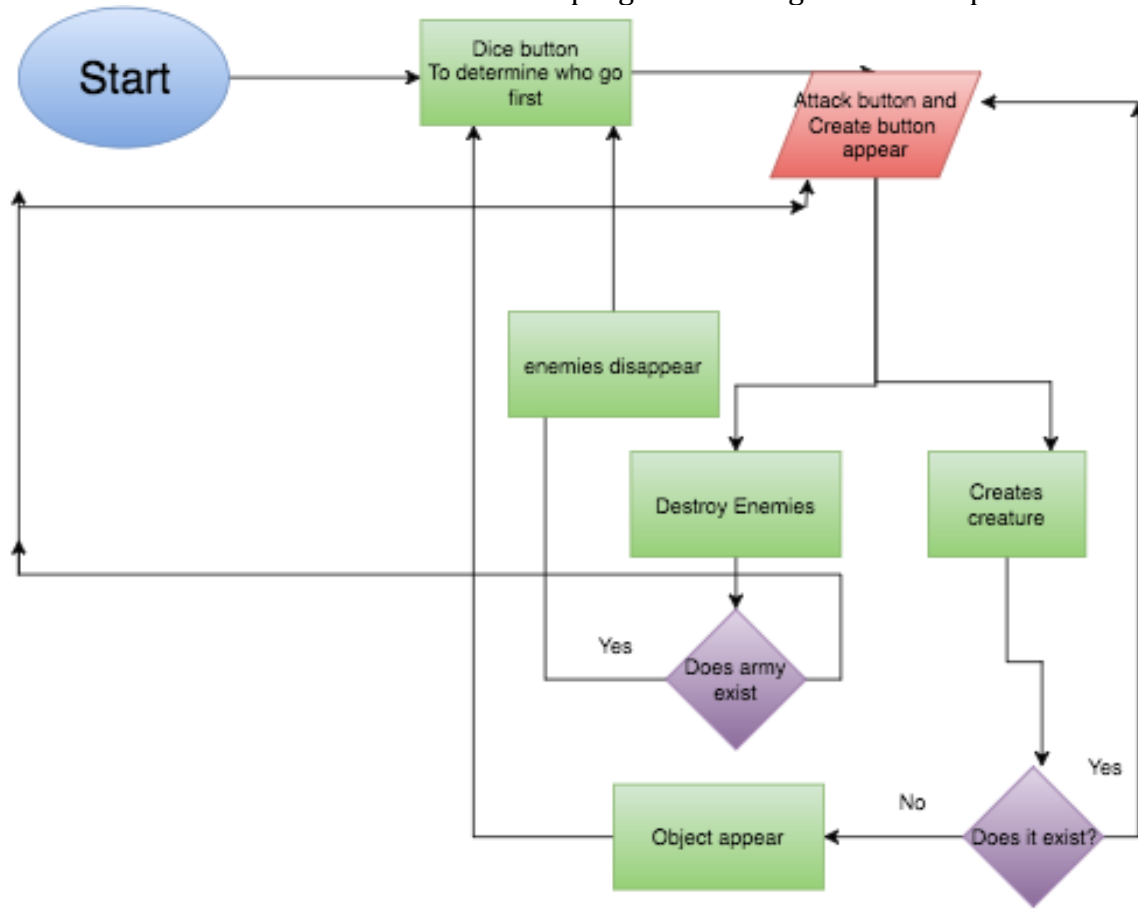 Start
Dice button
To determine who go
first
Attack button and
Create button
appear
enemies disappear
Destroy Enemies
Creates
creature
Yes
Does army
exist
Yes
No
Object appear
Does it exist?